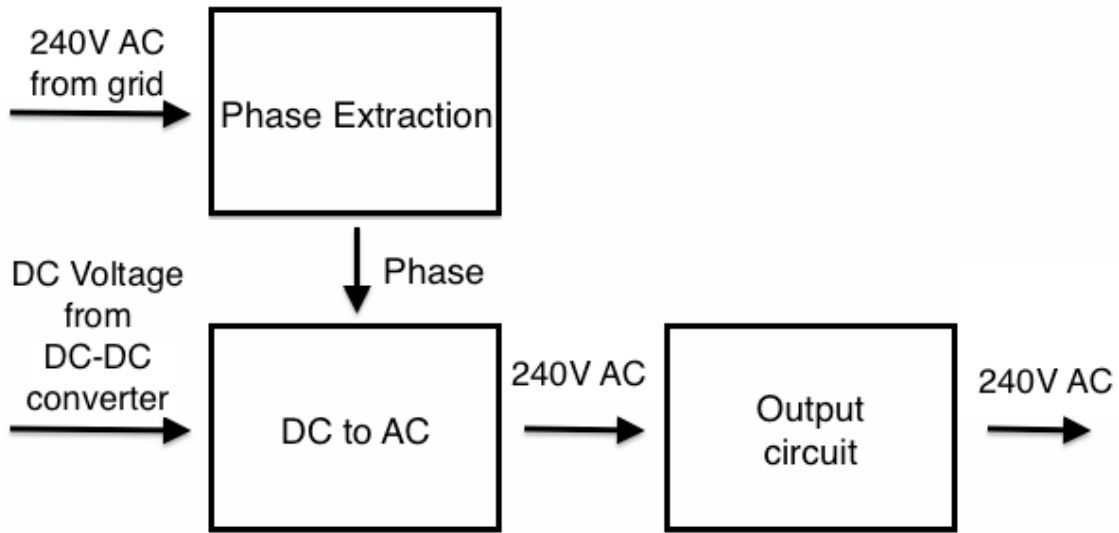 240V AC
from grid
Phase Extraction
Phase
DC Voltage
from
DC-DC
converter
DC to AC
240V AC
Output
circuit
240V AC